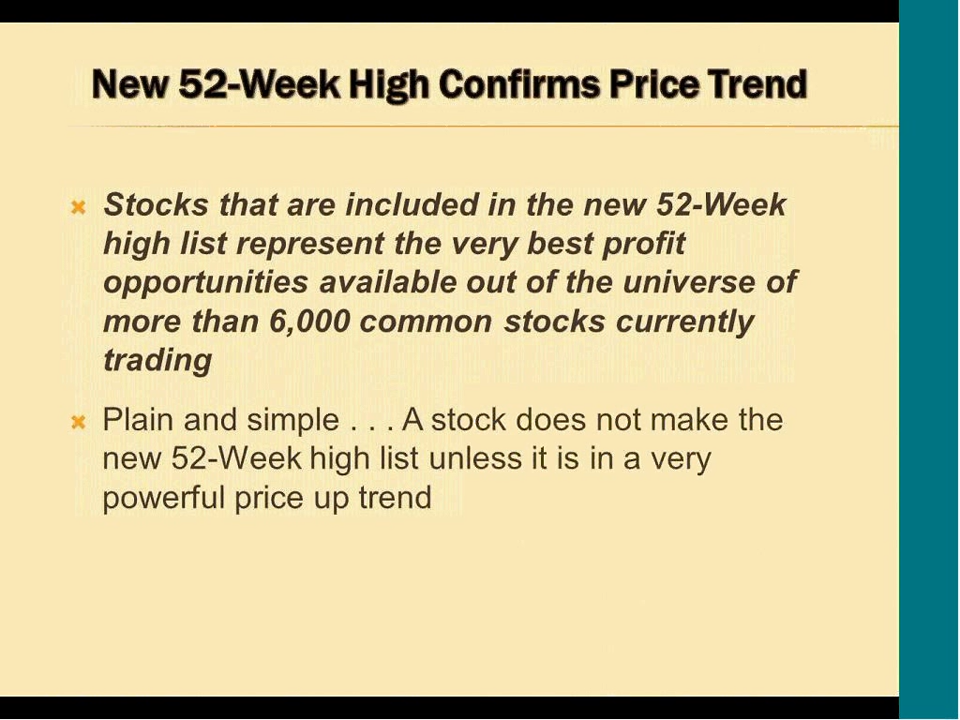 New 52-Week High Confirms Price Trend
Stocks that are included in the new 52-Week
high list represent the very best profit
opportunities available out of the universe of
more than 6,000 common stocks currently
trading
Plain and simple . . . A stock does not make the
new 52-Week high list unless it is in a very
powerful price up trend